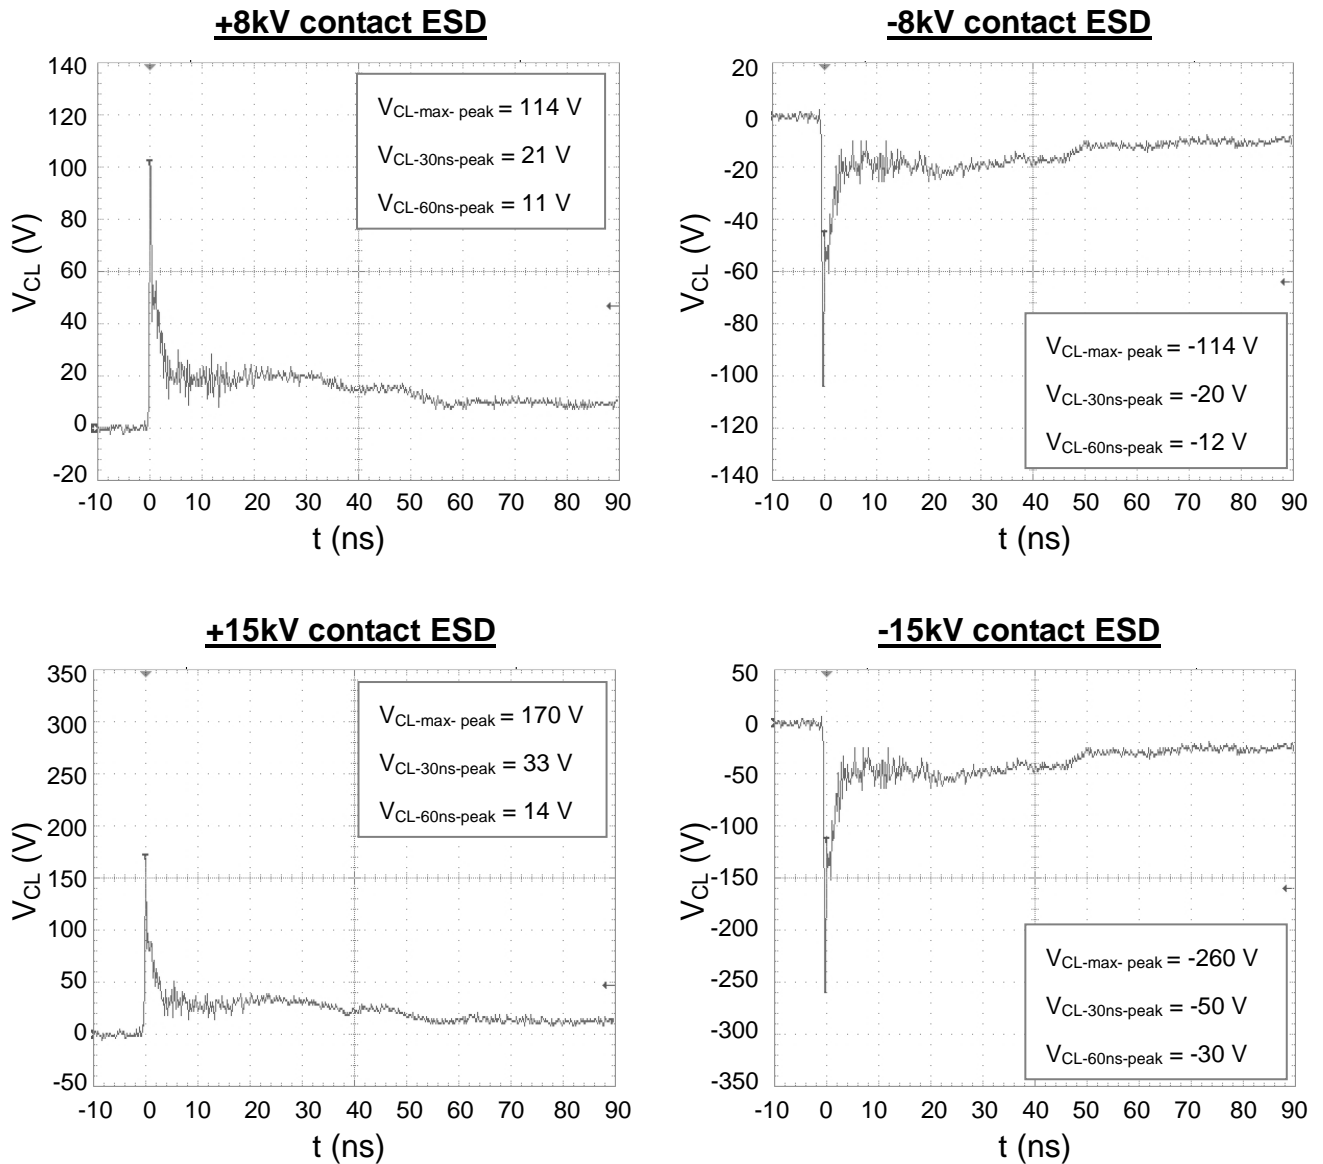 +8kV contact ESD
140
120
100
80
60
40
20
0
-20
VCL (V)
VCL-max- peak = 114 V
VCL-30ns-peak = 21 V
VCL-60ns-peak = 11 V
-10 0 10 20 30 40 50 60 70 80 90
t (ns)
-8kV contact ESD
20
0
-20
-40
-60
-80
-100
-120
-140
VCL (V)
VCL-max- peak = -114 V
VCL-30ns-peak = -20 V
VCL-60ns-peak = -12 V
-10 0 10 20 30 40 50 60 70 80 90
t (ns)
+15kV contact ESD
350
300
250
200
150
100
50
0
-50
VCL (V)
VCL-max- peak = 170 V
VCL-30ns-peak = 33 V
VCL-60ns-peak = 14 V
-10 0 10 20 30 40 50 60 70 80 90
t (ns)
-15kV contact ESD
50
0
-50
-100
-150
-200
-250
-300
-350
VCL (V)
VCL-max- peak = -260 V
VCL-30ns-peak = -50 V
VCL-60ns-peak = -30 V
-10 0 10 20 30 40 50 60 70 80 90
t (ns)